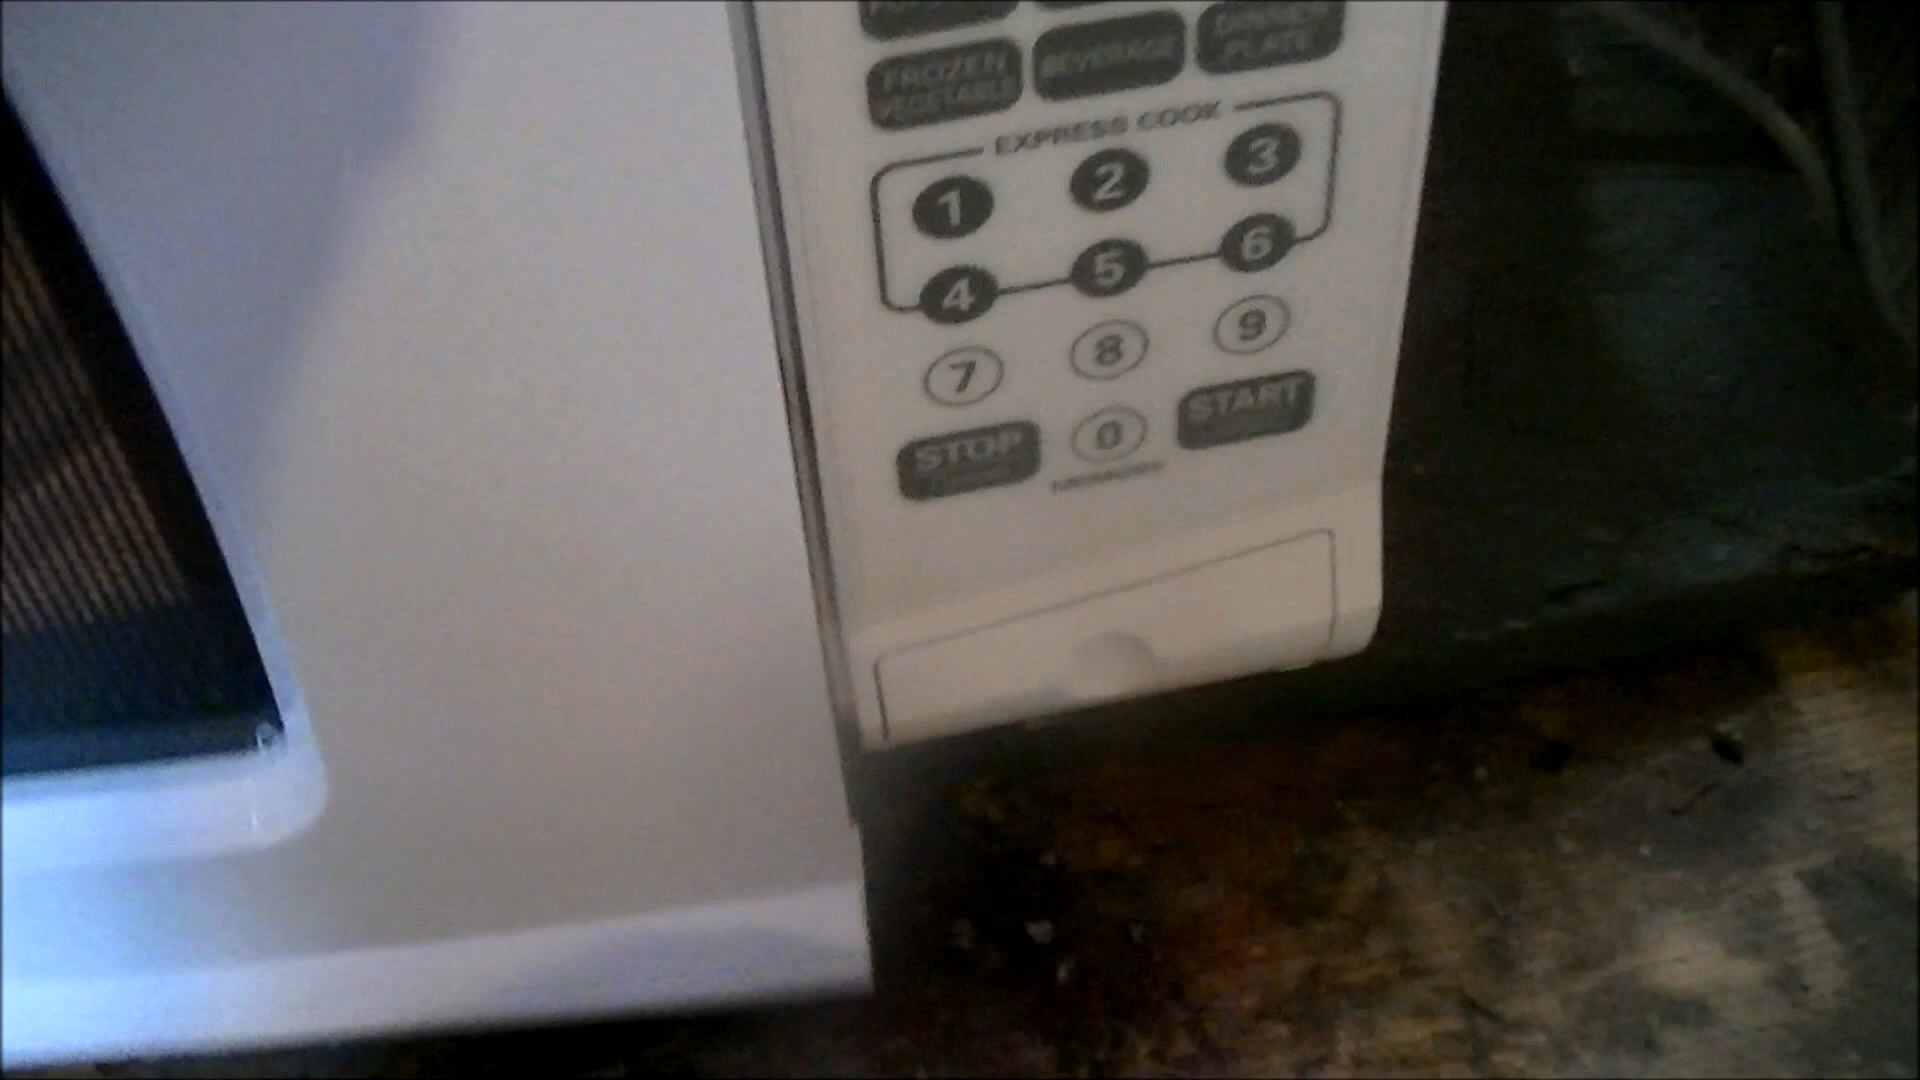 FROZEN
VEGETABLE
BEVERAGE
DINNER
PLATE
EXPRESS COOK
1 2 3
4 5 6
7 8 9
STOP 0 START
MEMORY